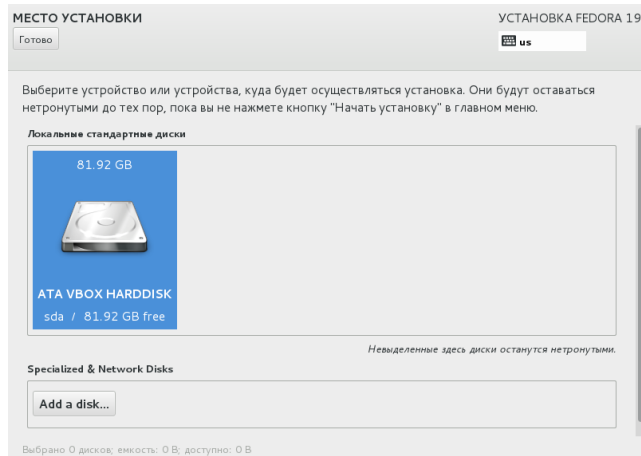 МЕСТО УСТАНОВКИ
УСТАНОВКА FEDORA 19
Готово
us
Выберите устройство или устройства, куда будет осуществляться установка. Они будут оставаться
нетронутыми до тех пор, пока вы не нажмете кнопку "Начать установку" в главном меню.
Локальные стандартные диски
81.92 GB
ATA VBOX HARDDISK
sda / 81.92 GB free
Невыделенные здесь диски останутся нетронутыми.
Specialized & Network Disks
Add a disk...
Выбрано 0 дисков; емкость: 0 B; доступно: 0 B